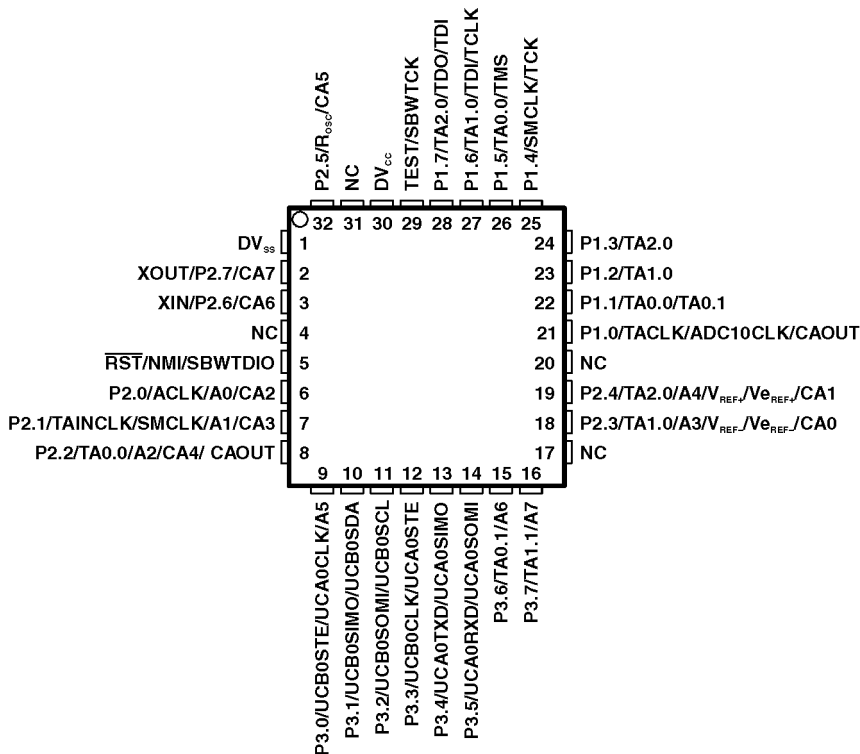 P2.5/Rosc/CA5
NC
DVcc
TEST/SBWTCK
P1.7/TA2.0/TDO/TDI
P1.6/TA1.0/TDI/TCLK
P1.5/TA0.0/TMS
P1.4/SMCLK/TCK
32 31 30 29 28 27 26 25
DVss 1
XOUT/P2.7/CA7 2
XIN/P2.6/CA6 3
NC 4
RST/NMI/SBWTDIO 5
P2.0/ACLK/A0/CA2 6
P2.1/TAINCLK/SMCLK/A1/CA3 7
P2.2/TA0.0/A2/CA4/ CAOUT 8
24 P1.3/TA2.0
23 P1.2/TA1.0
22 P1.1/TA0.0/TA0.1
21 P1.0/TACLK/ADC10CLK/CAOUT
20 NC
19 P2.4/TA2.0/A4/VREF+/VeREF+/CA1
18 P2.3/TA1.0/A3/VREF-/VeREF-/CA0
17 NC
9 10 11 12 13 14 15 16
P3.0/UCB0STE/UCA0CLK/A5
P3.1/UCB0SIMO/UCB0SDA
P3.2/UCB0SOMI/UCB0SCL
P3.3/UCB0CLK/UCA0STE
P3.4/UCA0TXD/UCA0SIMO
P3.5/UCA0RXD/UCA0SOMI
P3.6/TA0.1/A6
P3.7/TA1.1/A7